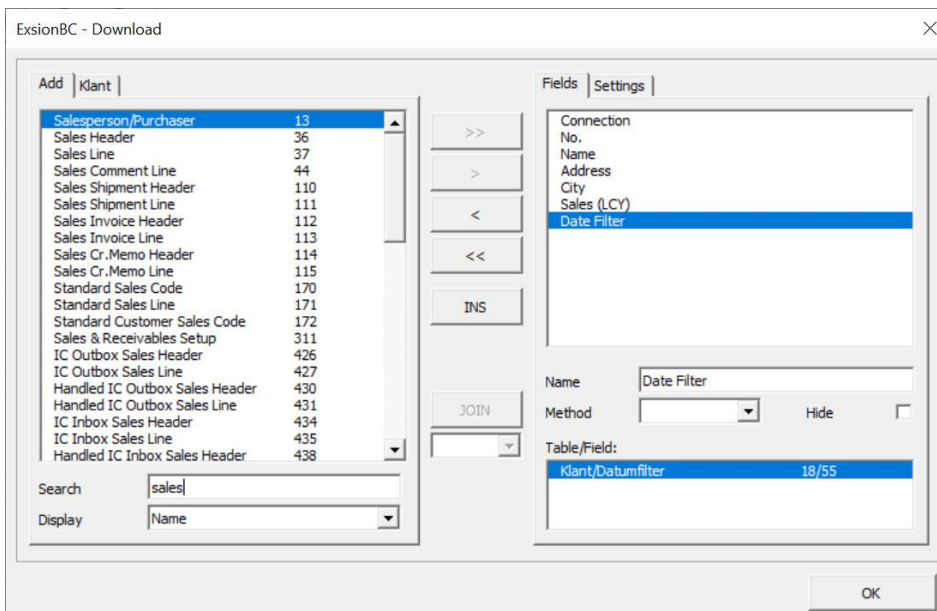 ExsionBC - Download
Add Klant
Salesperson/Purchaser 13
Sales Header 36
Sales Line 37
Sales Comment Line 44
Sales Shipment Header 110
Sales Shipment Line 111
Sales Invoice Header 112
Sales Invoice Line 113
Sales Cr.Memo Header 114
Sales Cr.Memo Line 115
Standard Sales Code 170
Standard Sales Line 171
Standard Customer Sales Code 172
Sales & Receivables Setup 311
IC Outbox Sales Header 426
IC Outbox Sales Line 427
Handled IC Outbox Sales Header 430
Handled IC Outbox Sales Line 431
IC Inbox Sales Header 434
IC Inbox Sales Line 435
Handled IC Inbox Sales Header 438
Search sales
Display Name
>>
>
<
<<
INS
JOIN
Fields Settings
Connection
No.
Name
Address
City
Sales (LCY)
Date Filter
Name Date Filter
Method Hide
Table/Field:
Klant/Datumfilter 18/55
OK